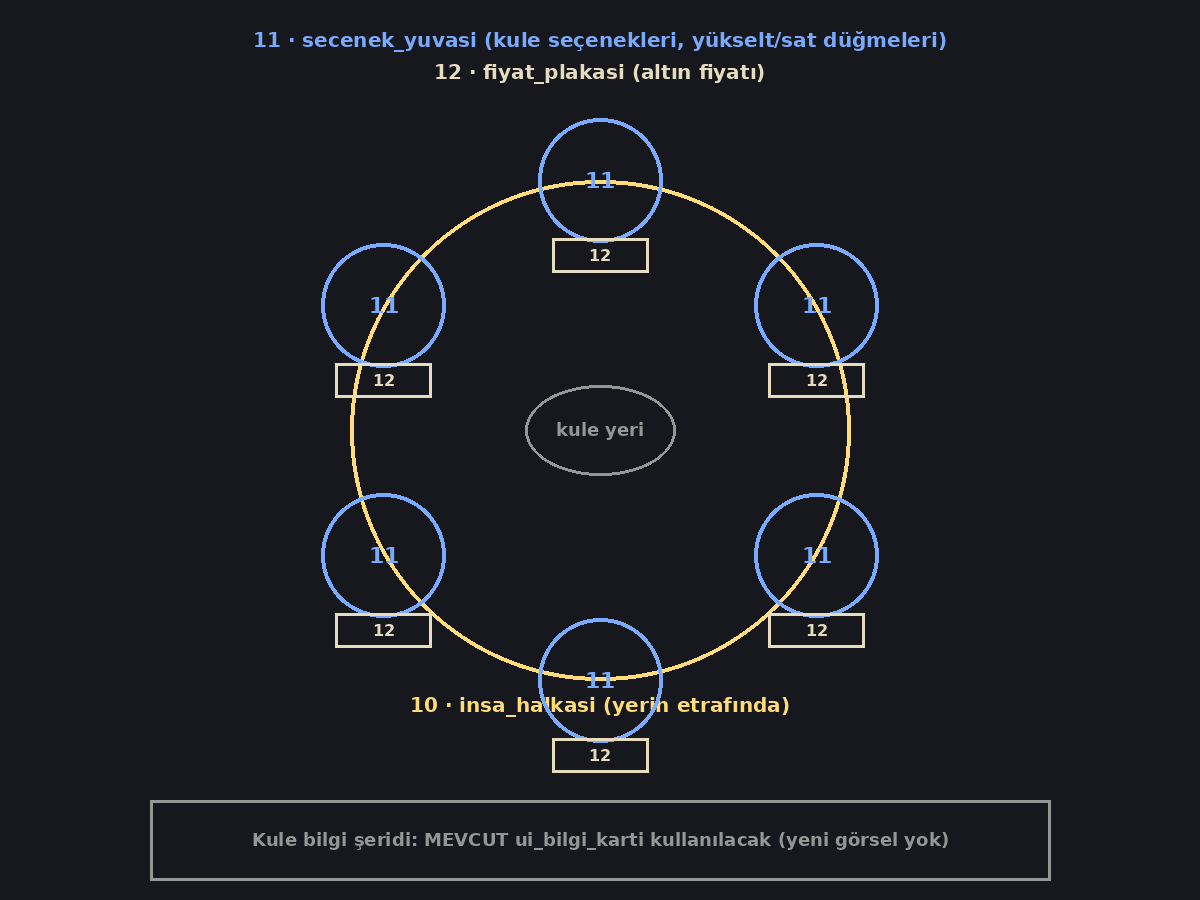 11 · secenek_yuvasi (kule seçenekleri, yükselt/sat düğmeleri)
12 · fiyat_plakasi (altın fiyatı)
11
12
11
11
12
12
kule yeri
11
11
12
12
11
10 · insa_halkasi (yerin etrafında)
12
Kule bilgi şeridi: MEVCUT ui_bilgi_karti kullanılacak (yeni görsel yok)